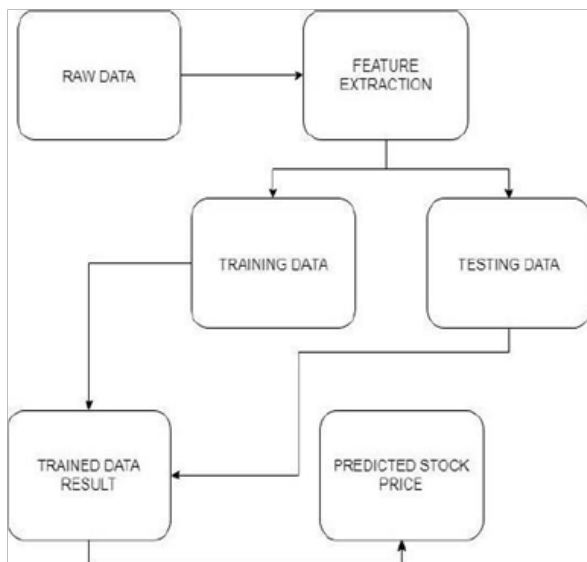 RAW DATA
FEATURE
EXTRACTION
TRAINING DATA
TESTING DATA
TRAINED DATA
RESULT
PREDICTED STOCK
PRICE